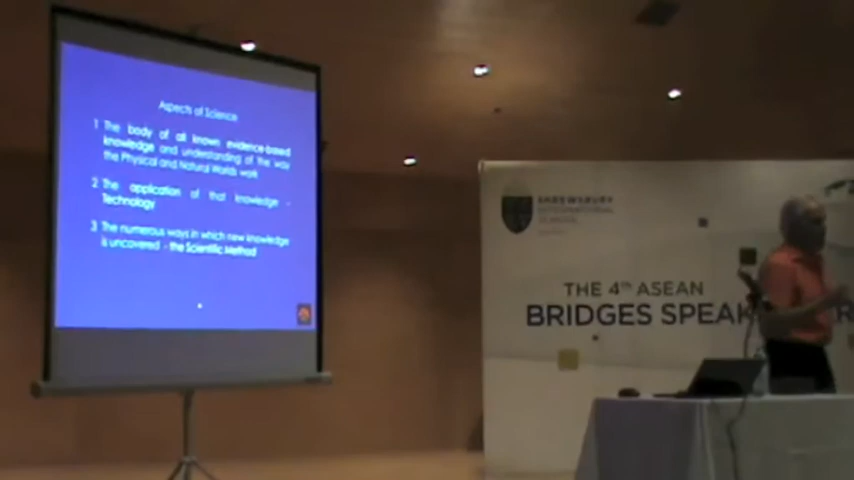 Aspects of Science
1 The body of all known evidence-based
knowledge and understanding of the way
the Physical and Natural Worlds work
2 The application of that knowledge -
Technology
3 The numerous ways in which new knowledge
is uncovered - the Scientific Method
SHREWSBURY
INTERNATIONAL
SCHOOL
THE 4th ASEAN
BRIDGES SPEAK